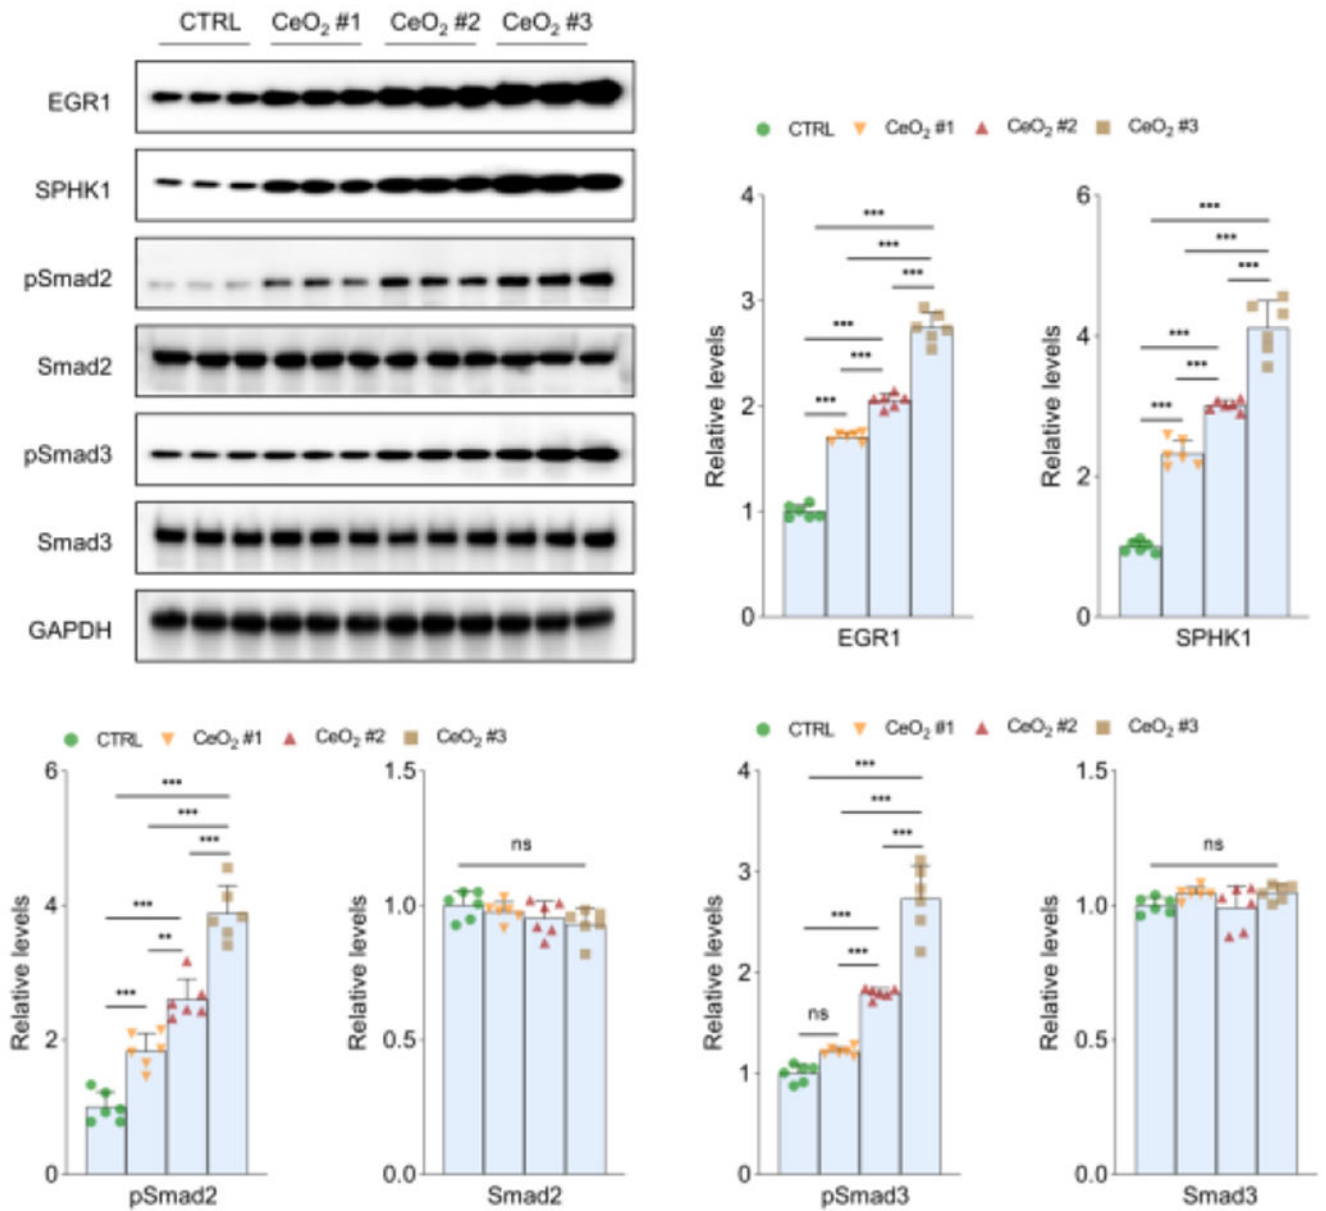 CTRL CeO2 #1 CeO2 #2 CeO2 #3
EGR1
SPHK1
pSmad2
Smad2
pSmad3
Smad3
GAPDH
CTRL CeO2 #1 CeO2 #2 CeO2 #3
Relative levels
4
3
2
1
0
***
***
***
***
***
***
EGR1
Relative levels
6
4
2
0
***
***
***
***
***
***
SPHK1
CTRL CeO2 #1 CeO2 #2 CeO2 #3
Relative levels
6
4
2
0
***
***
***
***
**
***
pSmad2
Relative levels
1.5
1.0
0.5
0.0
ns
Smad2
CTRL CeO2 #1 CeO2 #2 CeO2 #3
Relative levels
4
3
2
1
0
***
***
***
***
***
ns
pSmad3
Relative levels
1.5
1.0
0.5
0.0
ns
Smad3